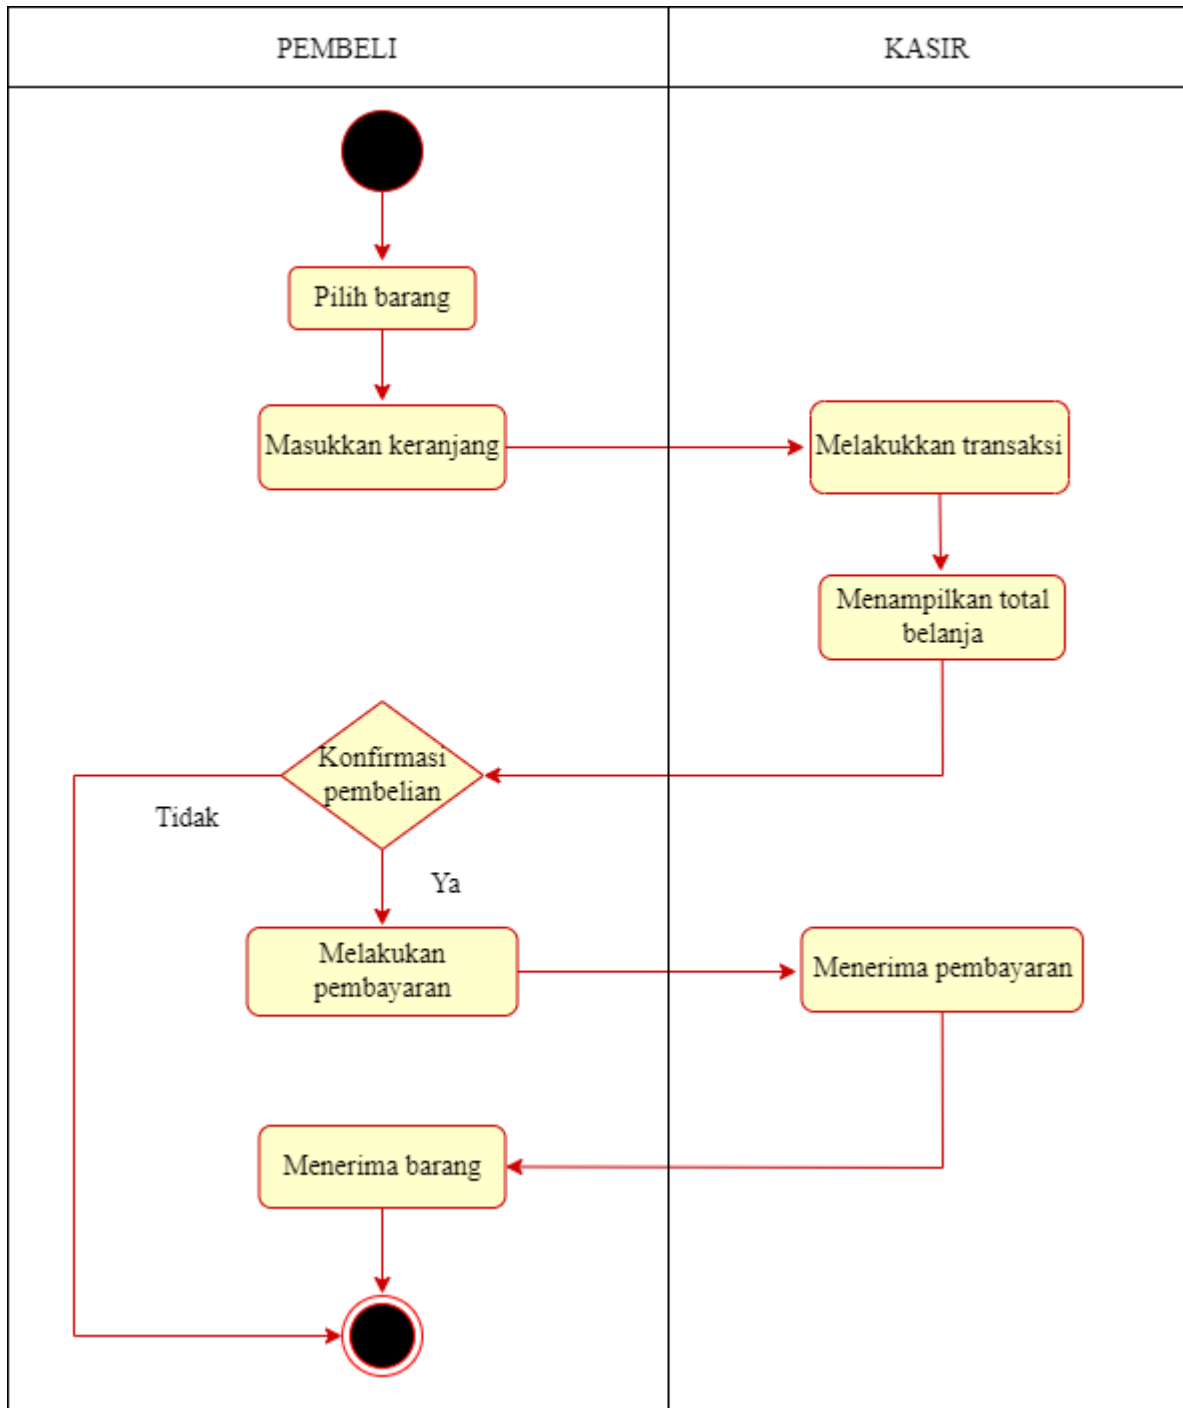 PEMBELI
KASIR
Pilih barang
Masukkan keranjang
Melakukkan transaksi
Menampilkan total
belanja
Konfirmasi
pembelian
Tidak
Ya
Melakukan
pembayaran
Menerima pembayaran
Menerima barang